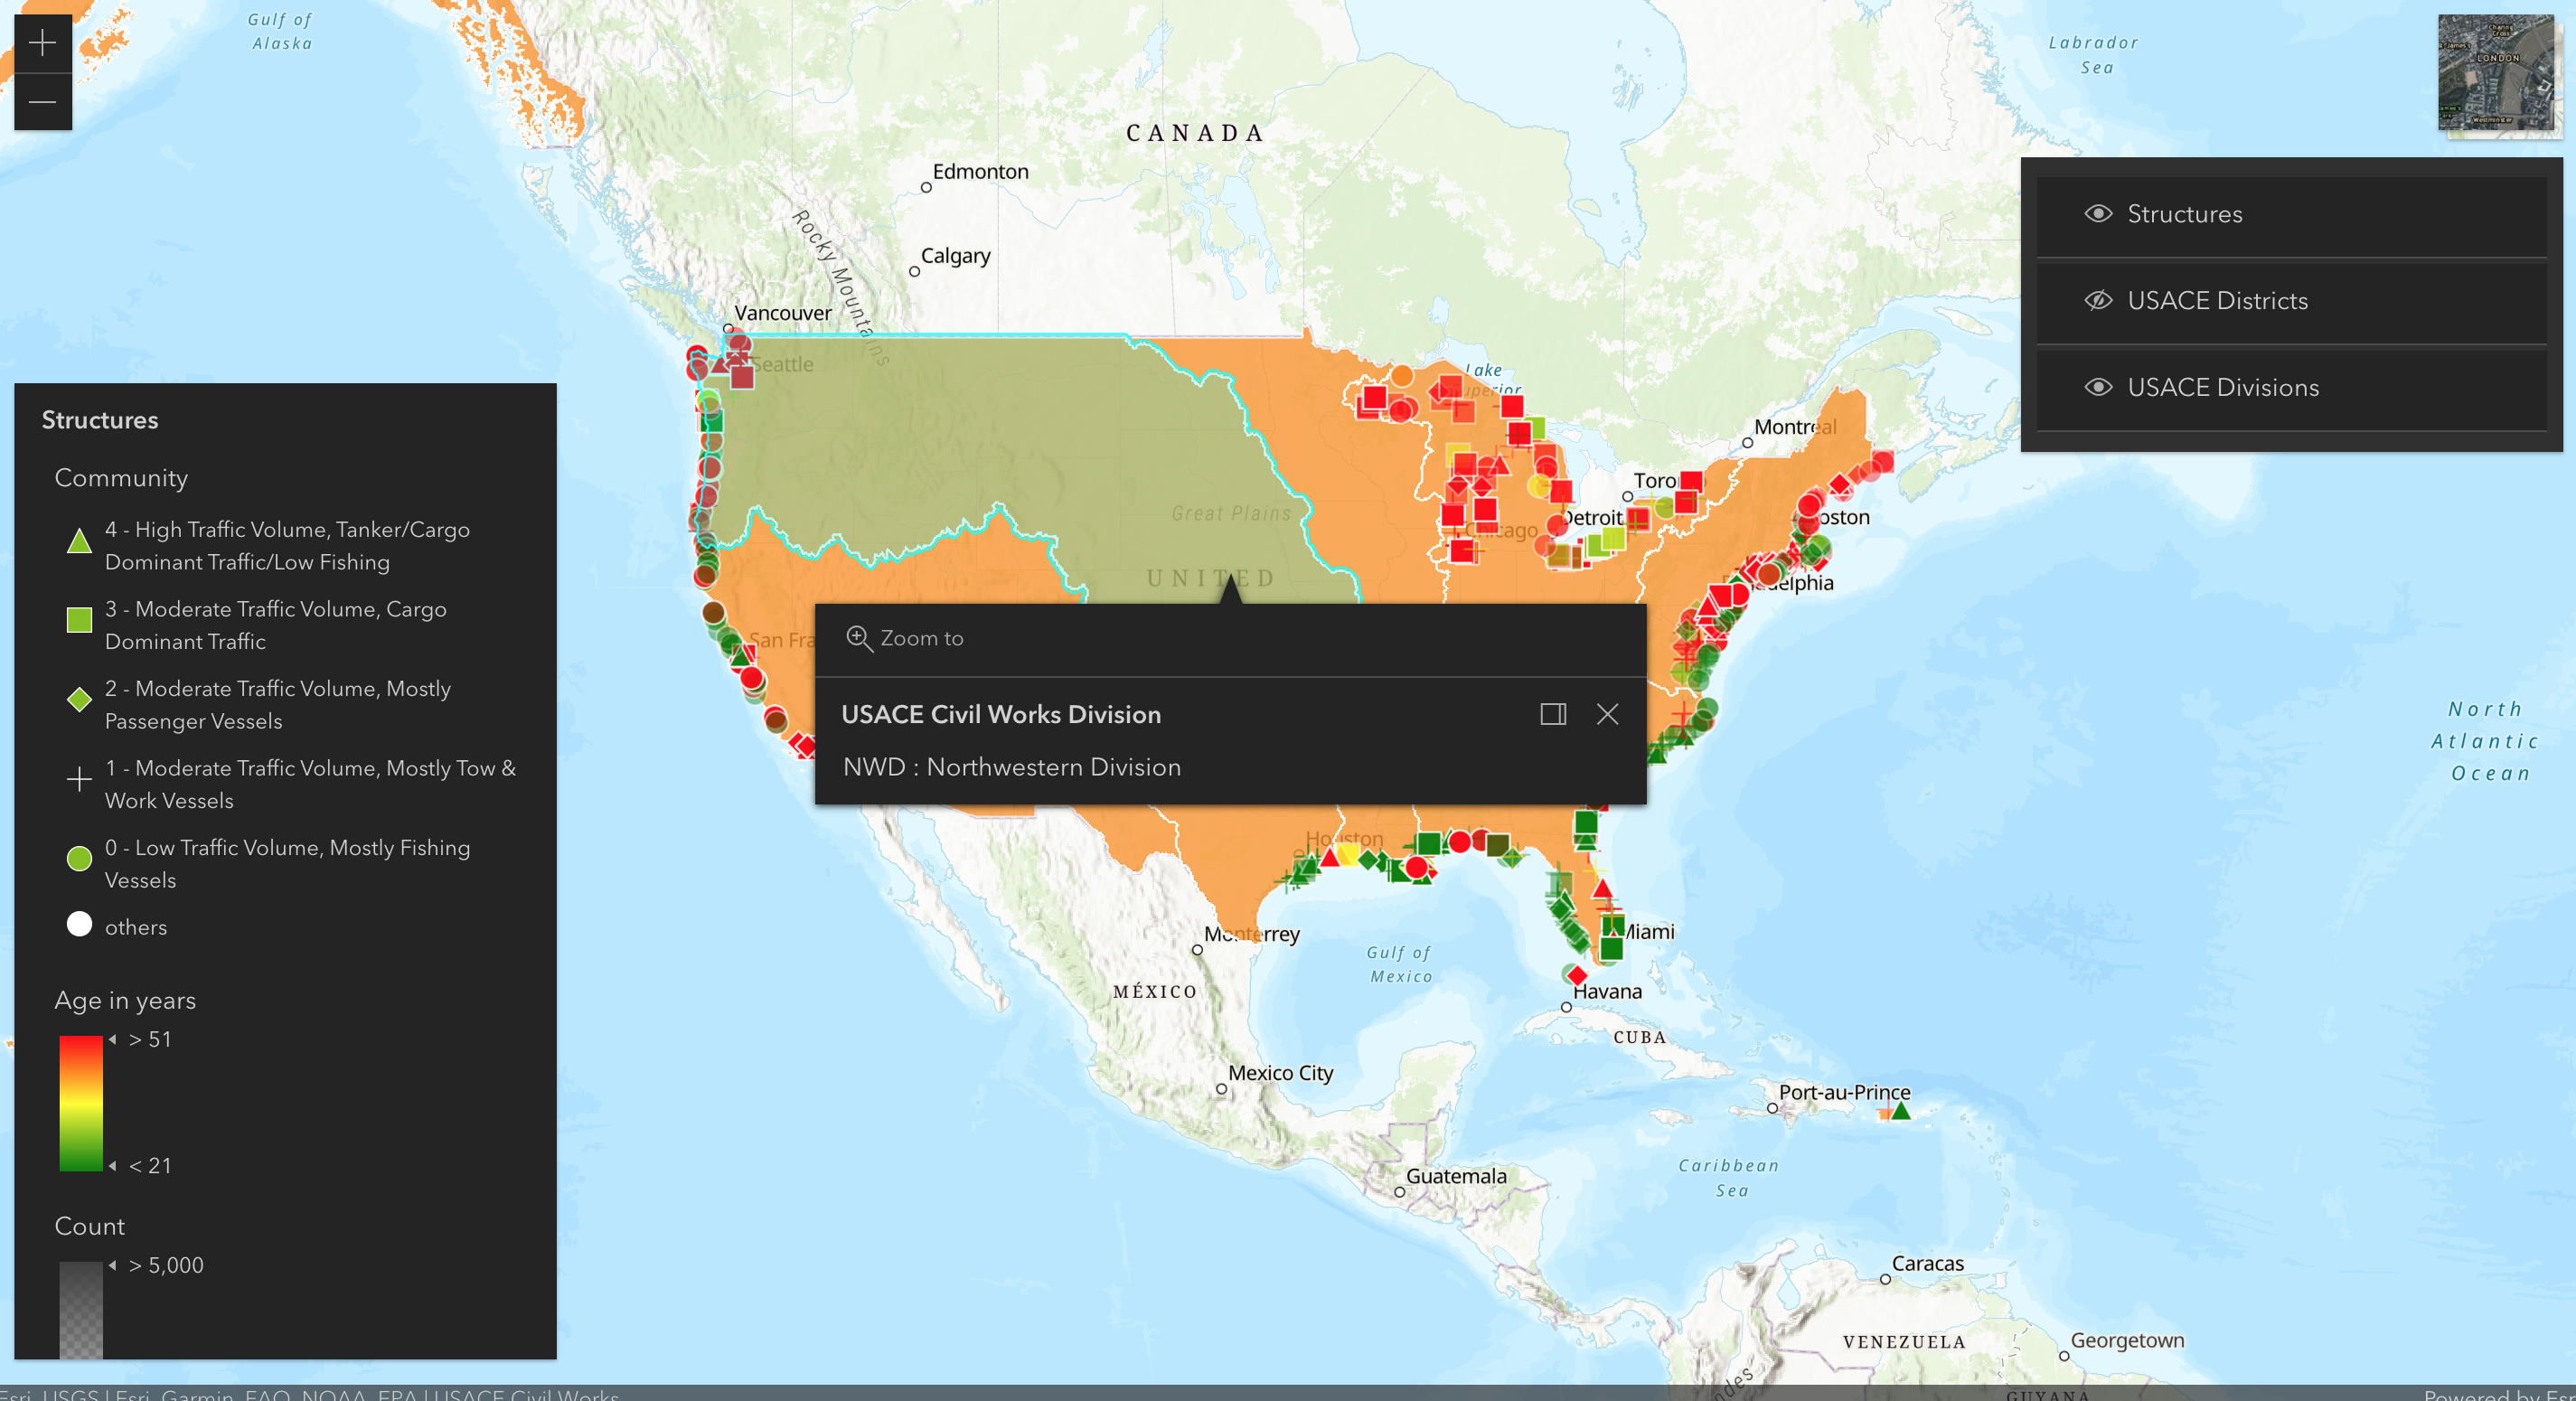 Gulf of
Alaska
Labrador
Sea
Chari
Cross
LONDON
Westminster
CANADA
Edmonton
Calgary
Rocky Mountains
Vancouver
Seattle
Structures
USACE Districts
USACE Divisions
Lake
Montreal
Detroit
Chicago
Great Plains
UNITED
Structures
Community
4 - High Traffic Volume, Tanker/Cargo
Dominant Traffic/Low Fishing
3 - Moderate Traffic Volume, Cargo
Dominant Traffic
2 - Moderate Traffic Volume, Mostly
Passenger Vessels
1 - Moderate Traffic Volume, Mostly Tow &
Work Vessels
0 - Low Traffic Volume, Mostly Fishing
Vessels
others
Age in years
> 51
< 21
Count
> 5,000
San Fra
Zoom to
USACE Civil Works Division
NWD : Northwestern Division
North
Atlantic
Ocean
Houston
Monterrey
Miami
Gulf of
Mexico
MÉXICO
Havana
CUBA
Mexico City
Port-au-Prince
Guatemala
Caribbean
Sea
Caracas
VENEZUELA
Georgetown
GUYANA
Esri, USGS | Esri, Garmin, FAO, NOAA, EPA | USACE Civil Works
Powered by Esr